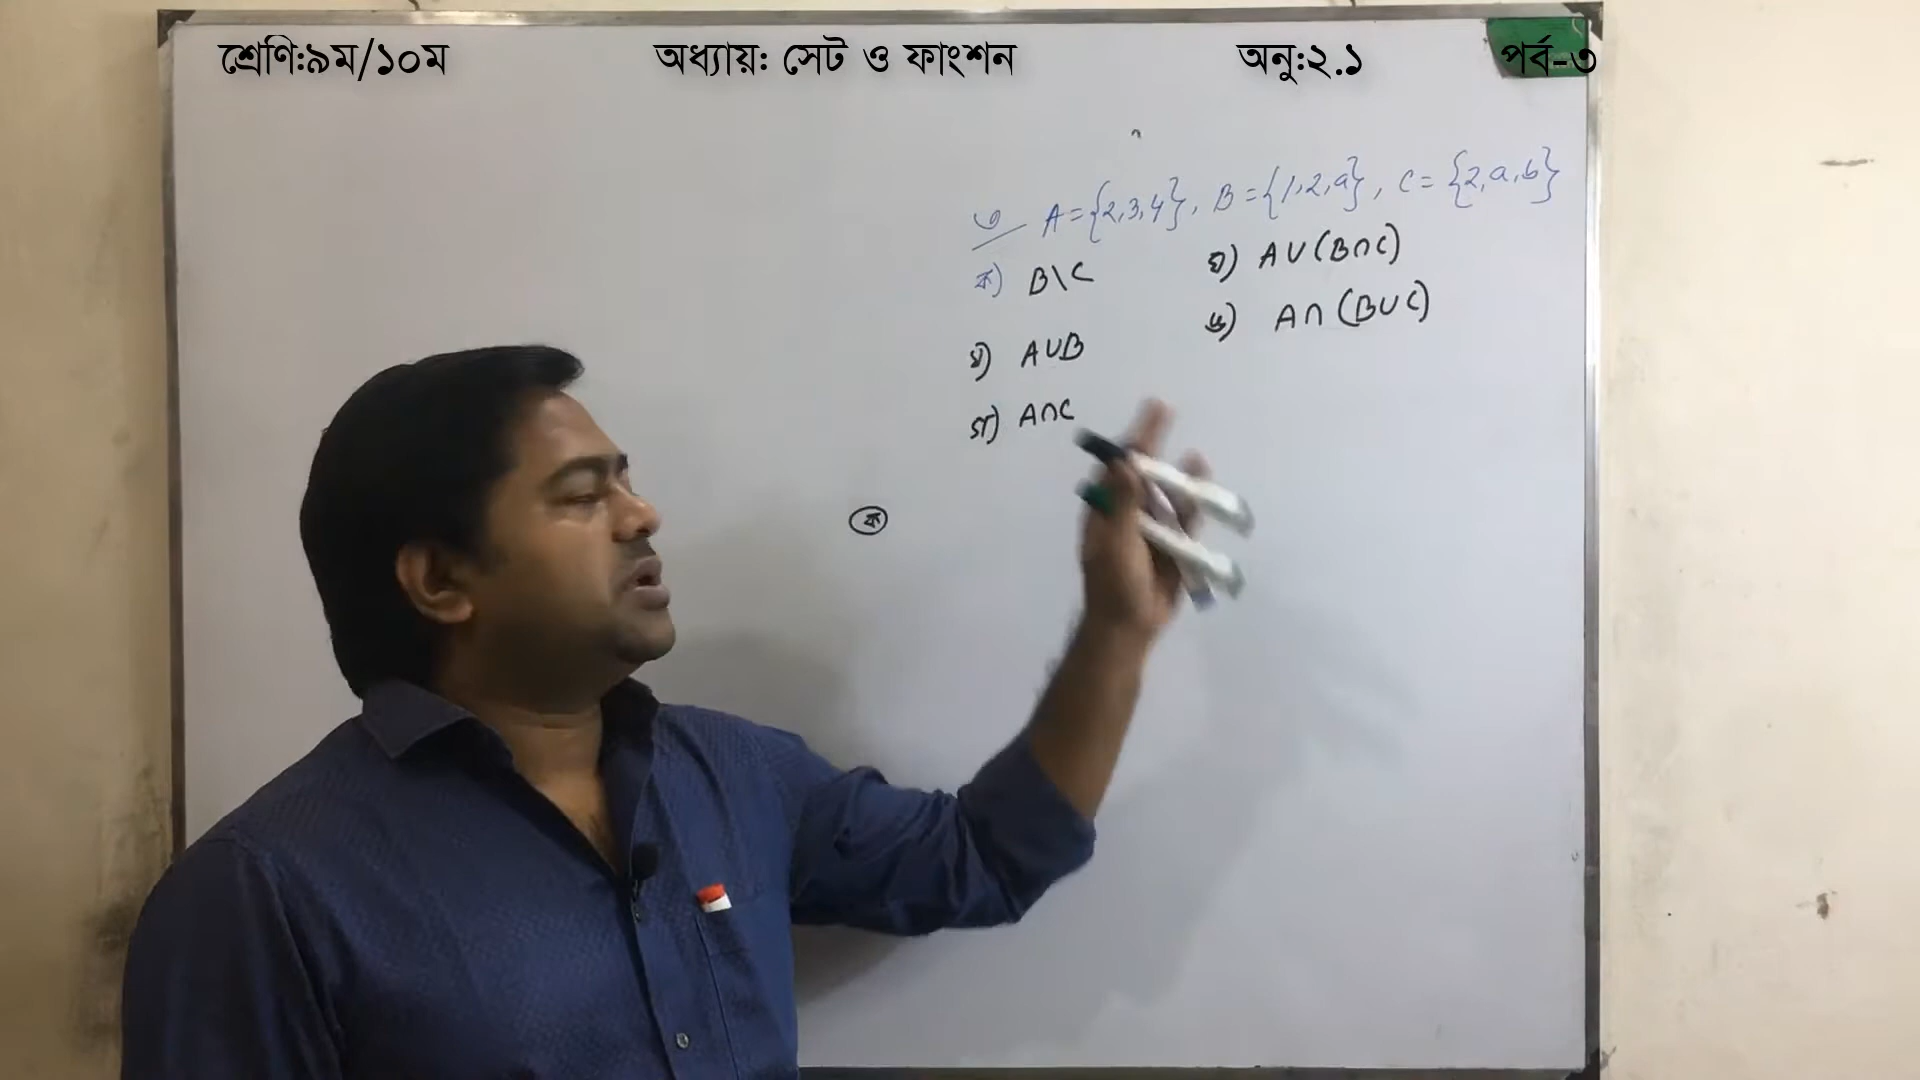 শ্রেণি:৯ম/১০ম অধ্যায়: সেট ও ফাংশন অনু:২.১ পর্ব-৩
৩ A={2,3,4}, B={1,2,a}, C={2,a,b}
ক) B\C
খ) A∪B
গ) A∩C
ঘ) A∪(B∩C)
ঙ) A∩(B∪C)
ক